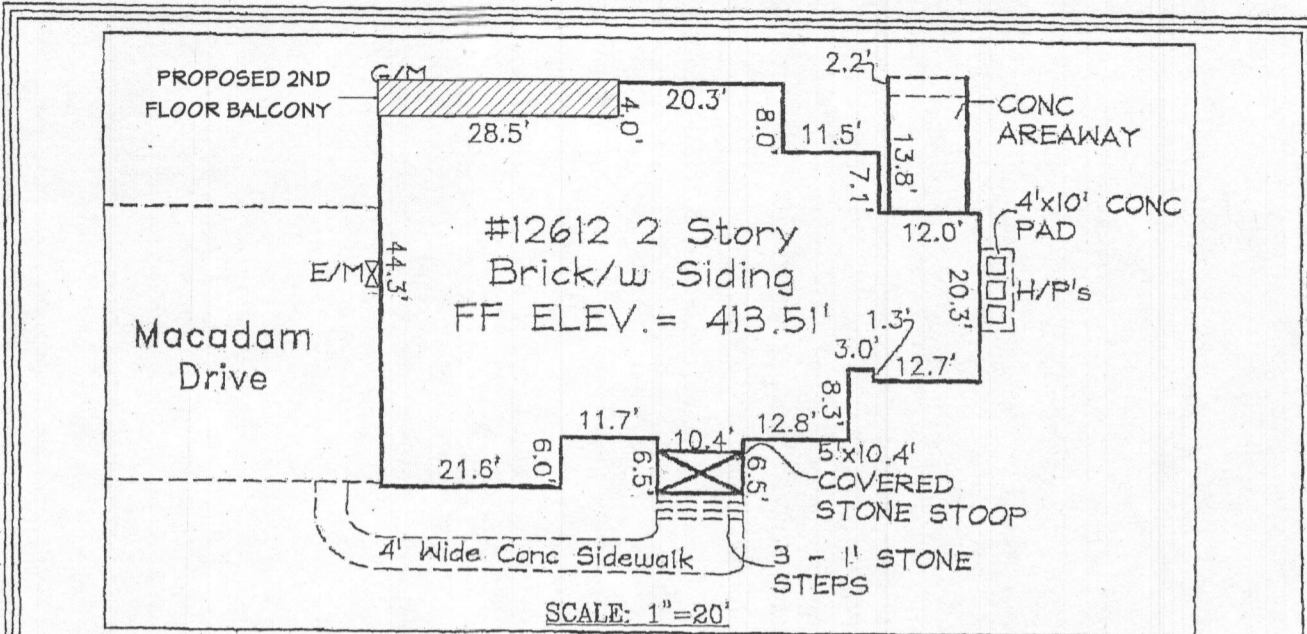 PROPOSED 2ND
FLOOR BALCONY
G/M
28.5'
4.0'
20.3'
8.0'
11.5'
7.1'
2.2'
13.8'
CONC
AREAWAY
12.0'
4'x10' CONC
PAD
H/P's
20.3'
#12612 2 Story
Brick/w Siding
FF ELEV.= 413.51'
E/M
44.3'
Macadam
Drive
1.3'
3.0'
12.7'
8.3'
12.8'
11.7'
10.4'
6.0'
21.6'
6.5'
6.5'
5'x10.4'
COVERED
STONE STOOP
4' Wide Conc Sidewalk
3 - 1' STONE
STEPS
SCALE: 1"=20'